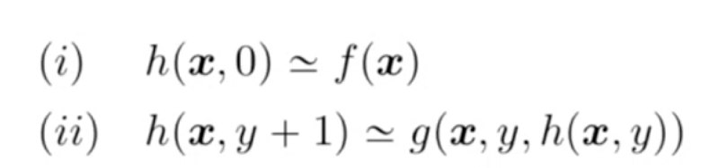 (i) h(𝒙, 0) ≃ f(𝒙)
(ii) h(𝒙, y + 1) ≃ g(𝒙, y, h(𝒙, y))